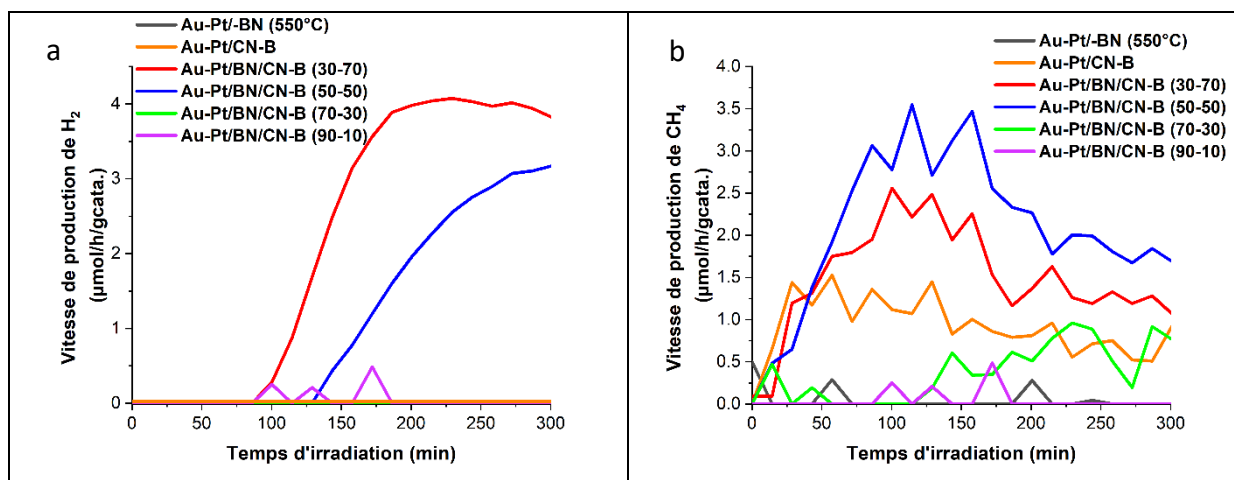 a
Au-Pt/-BN (550°C)
Au-Pt/CN-B
Au-Pt/BN/CN-B (30-70)
Au-Pt/BN/CN-B (50-50)
Au-Pt/BN/CN-B (70-30)
Au-Pt/BN/CN-B (90-10)
Vitesse de production de H₂
(µmol/h/gcata.)
4
3
2
1
0
0 50 100 150 200 250 300
Temps d'irradiation (min)
b
Au-Pt/-BN (550°C)
Au-Pt/CN-B
Au-Pt/BN/CN-B (30-70)
Au-Pt/BN/CN-B (50-50)
Au-Pt/BN/CN-B (70-30)
Au-Pt/BN/CN-B (90-10)
Vitesse de production de CH₄
(µmol/h/gcata.)
4.0
3.5
3.0
2.5
2.0
1.5
1.0
0.5
0.0
0 50 100 150 200 250 300
Temps d'irradiation (min)